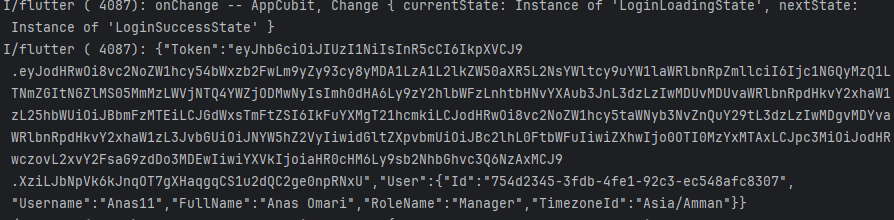 I/flutter ( 4087): onChange -- AppCubit, Change { currentState: Instance of 'LoginLoadingState', nextState:
Instance of 'LoginSuccessState' }
I/flutter ( 4087): {"Token":"eyJhbGciOiJIUzI1NiIsInR5cCI6IkpXVCJ9
.eyJodHRwOi8vc2NoZW1hcy54bWxzb2FwLm9yZy93cy8yMDA1LzA1L2lkZW50aXR5L2NsYWltcy9uYW1laWRlbnRpZmllciI6Ijc1NGQyMzQ1L
TNmZGItNGZlMS05MmMzLWVjNTQ4YWZjODMwNyIsImh0dHA6Ly9zY2hlbWFzLnhtbHNvYXAub3JnL3dzLzIwMDUvMDUvaWRlbnRpdHkvY2xhaW1
zL25hbWUiOiJBbmFzMTEiLCJGdWxsTmFtZSI6IkFuYXMgT21hcmkiLCJodHRwOi8vc2NoZW1hcy5taWNyb3NvZnQuY29tL3dzLzIwMDgvMDYva
WRlbnRpdHkvY2xhaW1zL3JvbGUiOiJNYW5hZ2VyIiwidGltZXpvbmUiOiJBc2lhL0FtbWFuIiwiZXhwIjo0OTI0MzYxMTAxLCJpc3MiOiJodHR
wczovL2xvY2FsaG9zdDo3MDEwIiwiYXVkIjoiaHR0cHM6Ly9sb2NhbGhvc3Q6NzAxMCJ9
.XziLJbNpVk6kJnqOT7gXHaqgqCS1u2dQC2ge0npRNxU","User":{"Id":"754d2345-3fdb-4fe1-92c3-ec548afc8307",
"Username":"Anas11","FullName":"Anas Omari","RoleName":"Manager","TimezoneId":"Asia/Amman"}}